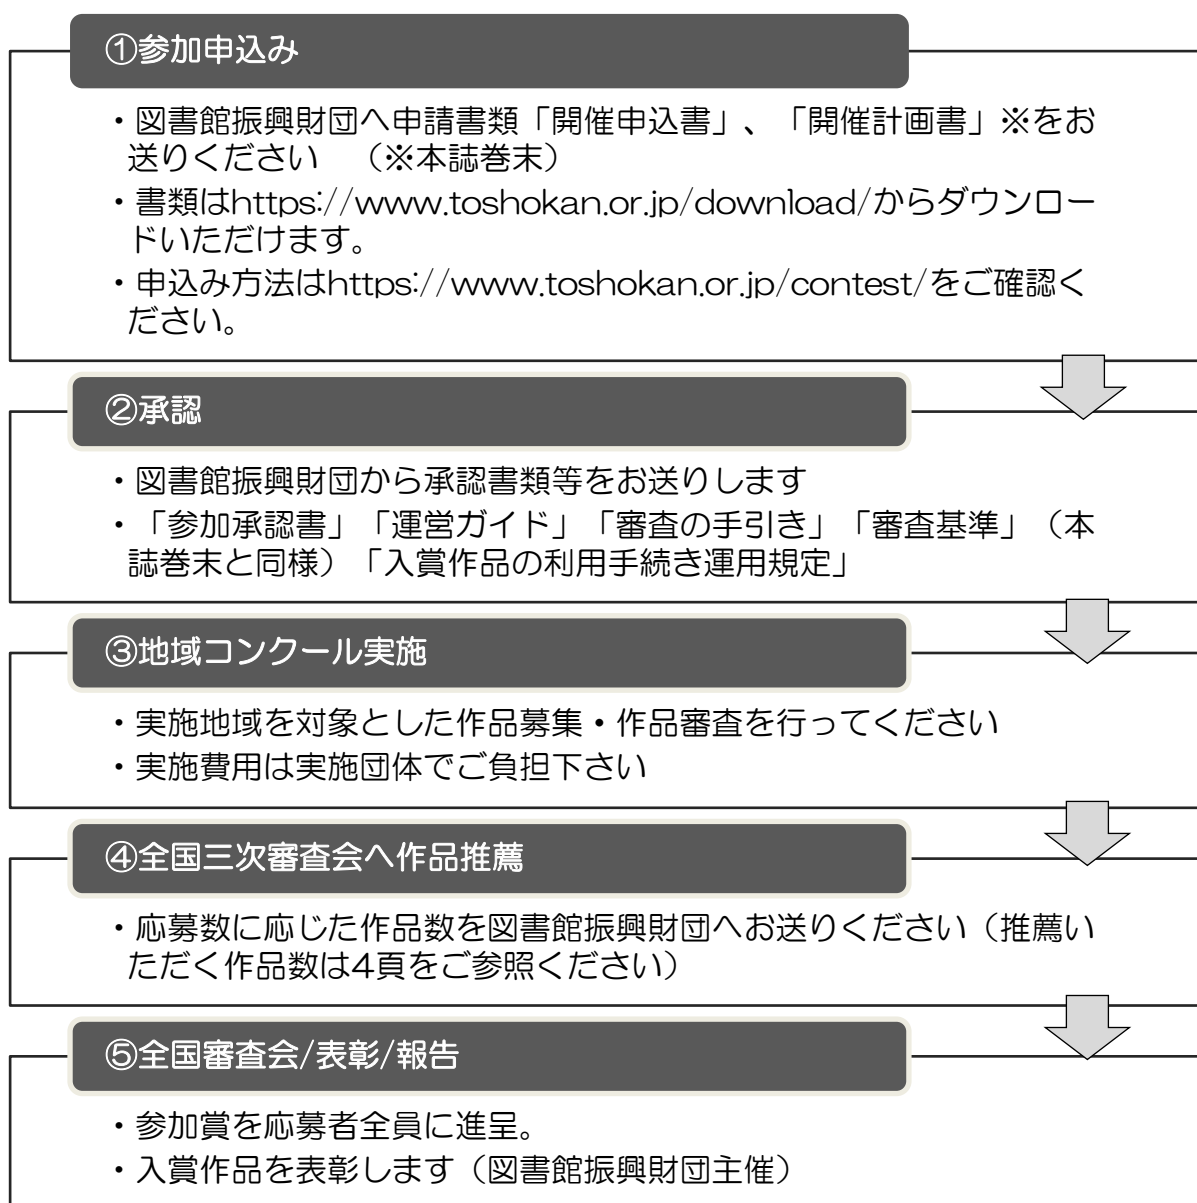 ①参加申込み
・図書館振興財団へ申請書類「開催申込書」、「開催計画書」※をお
送りください　（※本誌巻末）
・書類はhttps://www.toshokan.or.jp/download/からダウンロー
ドいただけます。
・申込み方法はhttps://www.toshokan.or.jp/contest/をご確認く
ださい。
②承認
・図書館振興財団から承認書類等をお送りします
・「参加承認書」「運営ガイド」「審査の手引き」「審査基準」（本
誌巻末と同様）「入賞作品の利用手続き運用規定」
③地域コンクール実施
・実施地域を対象とした作品募集・作品審査を行ってください
・実施費用は実施団体でご負担下さい
④全国三次審査会へ作品推薦
・応募数に応じた作品数を図書館振興財団へお送りください（推薦い
ただく作品数は4頁をご参照ください）
⑤全国審査会/表彰/報告
・参加賞を応募者全員に進呈。
・入賞作品を表彰します（図書館振興財団主催）